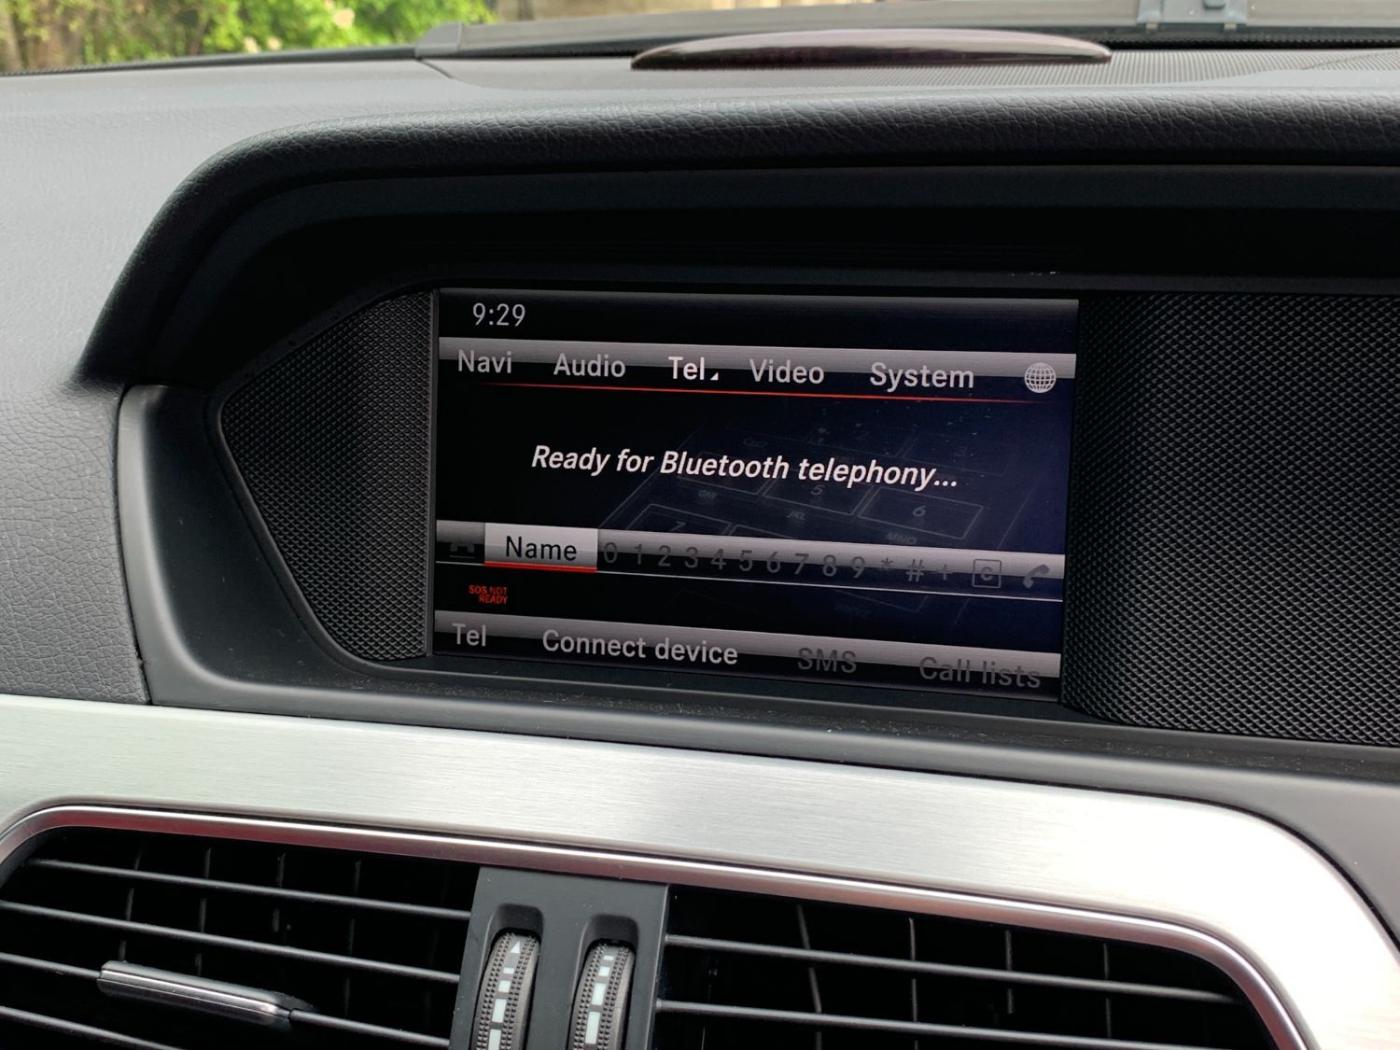 9:29
Navi Audio Tel Video System
Ready for Bluetooth telephony...
Name 0 1 2 3 4 5 6 7 8 9 * # + C
SOS NOT
READY
Tel Connect device SMS Call lists